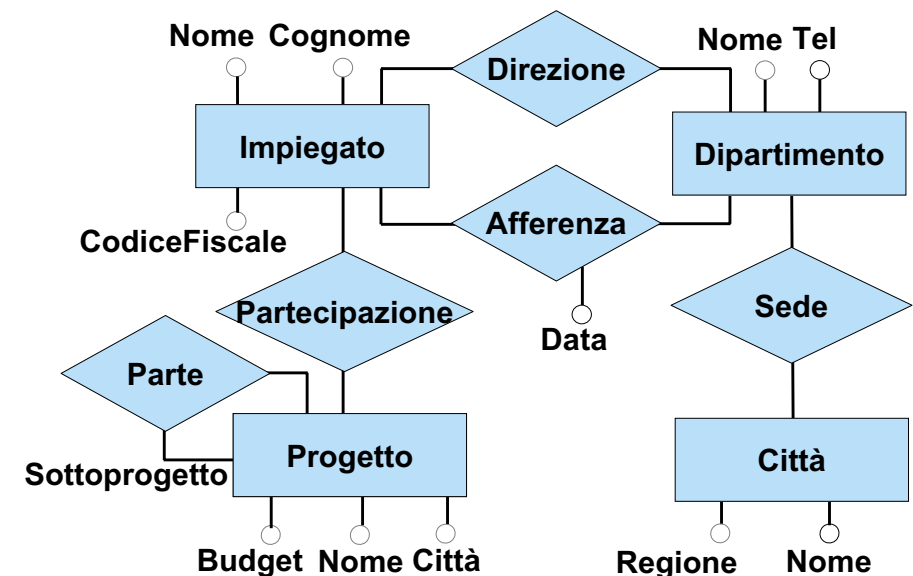 Nome Cognome
Direzione
Nome Tel
Impiegato
Dipartimento
Afferenza
CodiceFiscale
Partecipazione
Sede
Data
Parte
Progetto
Città
Sottoprogetto
Budget Nome Città
Regione Nome